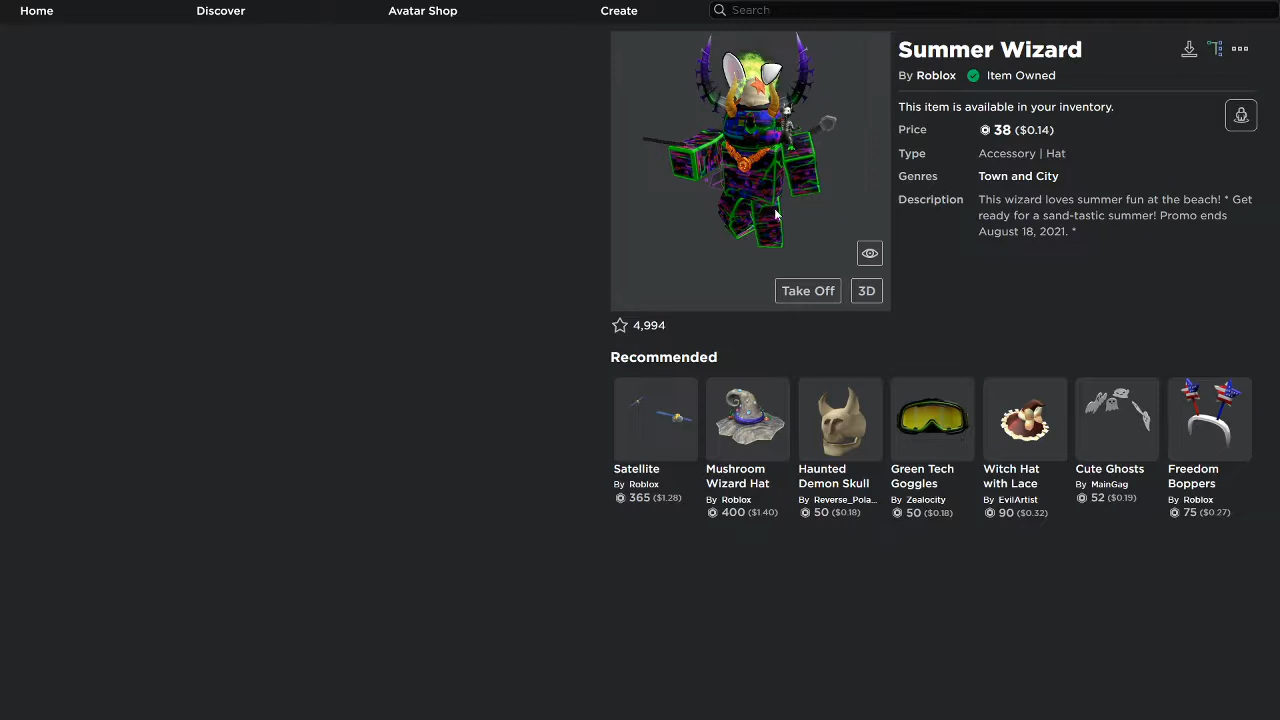 Home Discover Avatar Shop Create Search
Summer Wizard
By Roblox Item Owned
This item is available in your inventory.
Price 38 ($0.14)
Type Accessory | Hat
Genres Town and City
Description This wizard loves summer fun at the beach! * Get
ready for a sand-tastic summer! Promo ends
August 18, 2021. *
Take Off 3D
4,994
Recommended
Satellite
By Roblox
365 ($1.28)
Mushroom
Wizard Hat
By Roblox
400 ($1.40)
Haunted
Demon Skull
By Reverse_Pola...
50 ($0.18)
Green Tech
Goggles
By Zealocity
50 ($0.18)
Witch Hat
with Lace
By EvilArtist
90 ($0.32)
Cute Ghosts
By MainGag
52 ($0.19)
Freedom
Boppers
By Roblox
75 ($0.27)